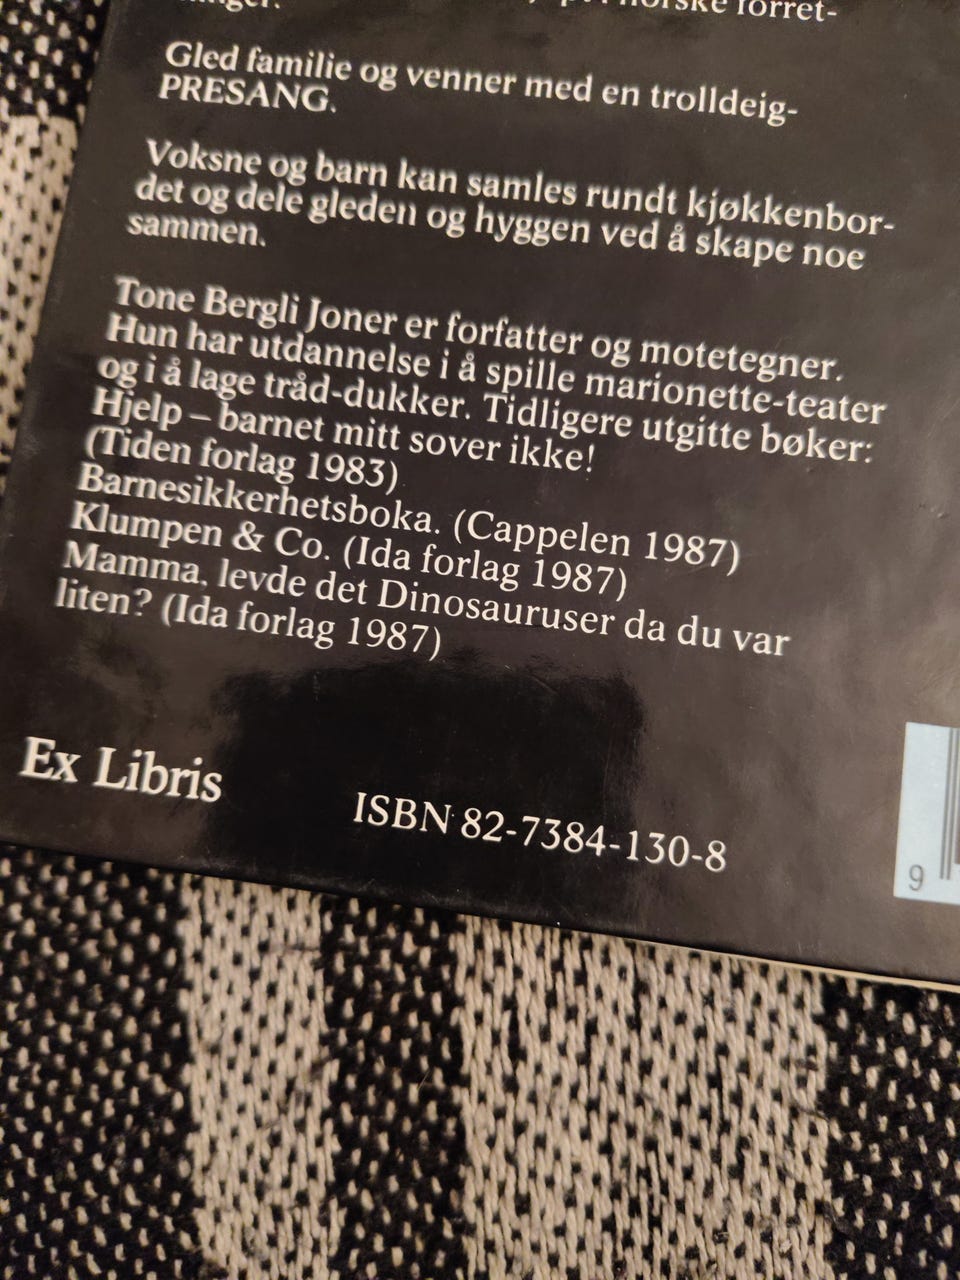 norske forret-
Gled familie og venner med en trolldeig-
PRESANG.
Voksne og barn kan samles rundt kjøkkenbor-
det og dele gleden og hyggen ved å skape noe
sammen.
Tone Bergli Joner er forfatter og motetegner.
Hun har utdannelse i å spille marionette-teater
og i å lage tråd-dukker. Tidligere utgitte bøker:
Hjelp – barnet mitt sover ikke!
(Tiden forlag 1983)
Barnesikkerhetsboka. (Cappelen 1987)
Klumpen & Co. (Ida forlag 1987)
Mamma, levde det Dinosauruser da du var
liten? (Ida forlag 1987)
Ex Libris
ISBN 82-7384-130-8
9